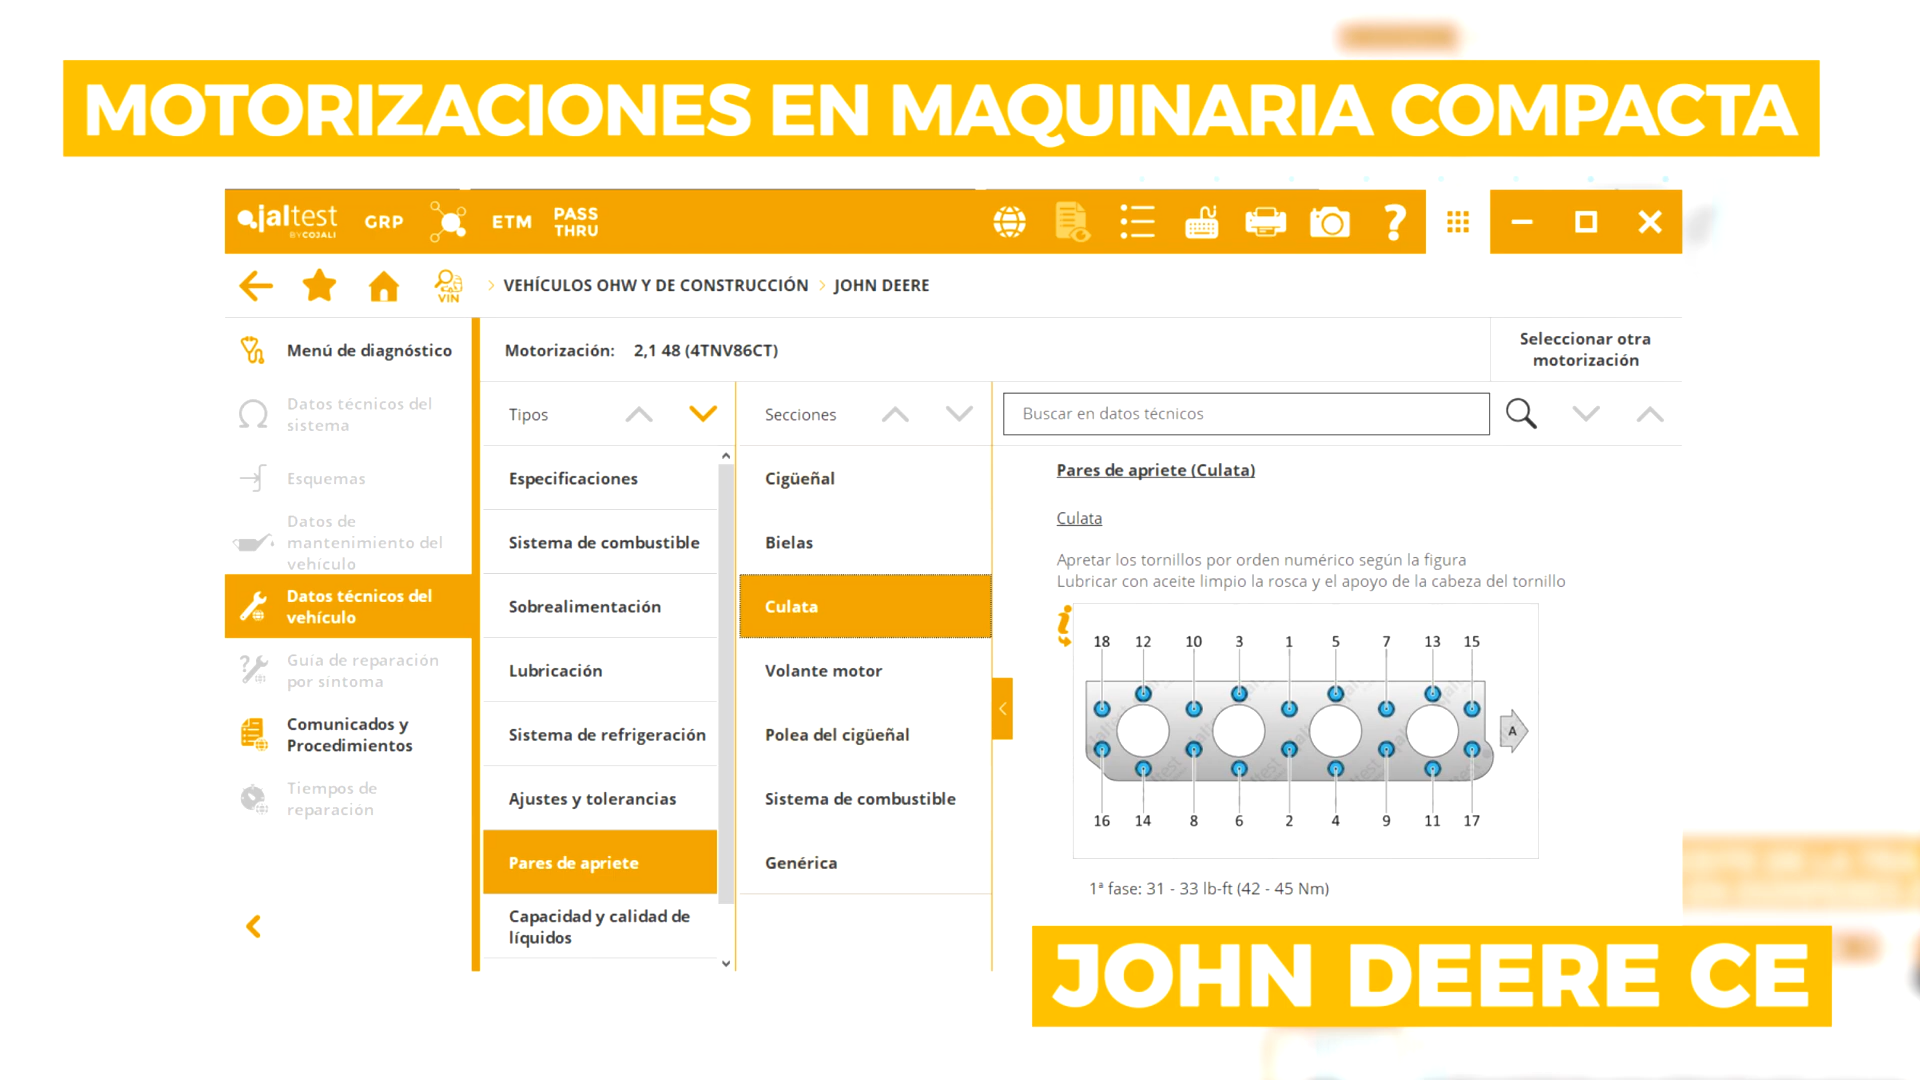 MOTORIZACIONES EN MAQUINARIA COMPACTA
jaltest
BY COJALI
GRP
ETM
PASS
THRU
VIN
VEHÍCULOS OHW Y DE CONSTRUCCIÓN
JOHN DEERE
Menú de diagnóstico
Datos técnicos del
sistema
Esquemas
Datos de
mantenimiento del
vehículo
Datos técnicos del
vehículo
Guía de reparación
por síntoma
Comunicados y
Procedimientos
Tiempos de
reparación
Motorización: 2,1 48 (4TNV86CT)
Seleccionar otra
motorización
Tipos
Especificaciones
Sistema de combustible
Sobrealimentación
Lubricación
Sistema de refrigeración
Ajustes y tolerancias
Pares de apriete
Capacidad y calidad de
líquidos
Secciones
Cigüeñal
Bielas
Culata
Volante motor
Polea del cigüeñal
Sistema de combustible
Genérica
Buscar en datos técnicos
Pares de apriete (Culata)
Culata
Apretar los tornillos por orden numérico según la figura
Lubricar con aceite limpio la rosca y el apoyo de la cabeza del tornillo
18 12 10 3 1 5 7 13 15
A
16 14 8 6 2 4 9 11 17
1ª fase: 31 - 33 lb-ft (42 - 45 Nm)
JOHN DEERE CE